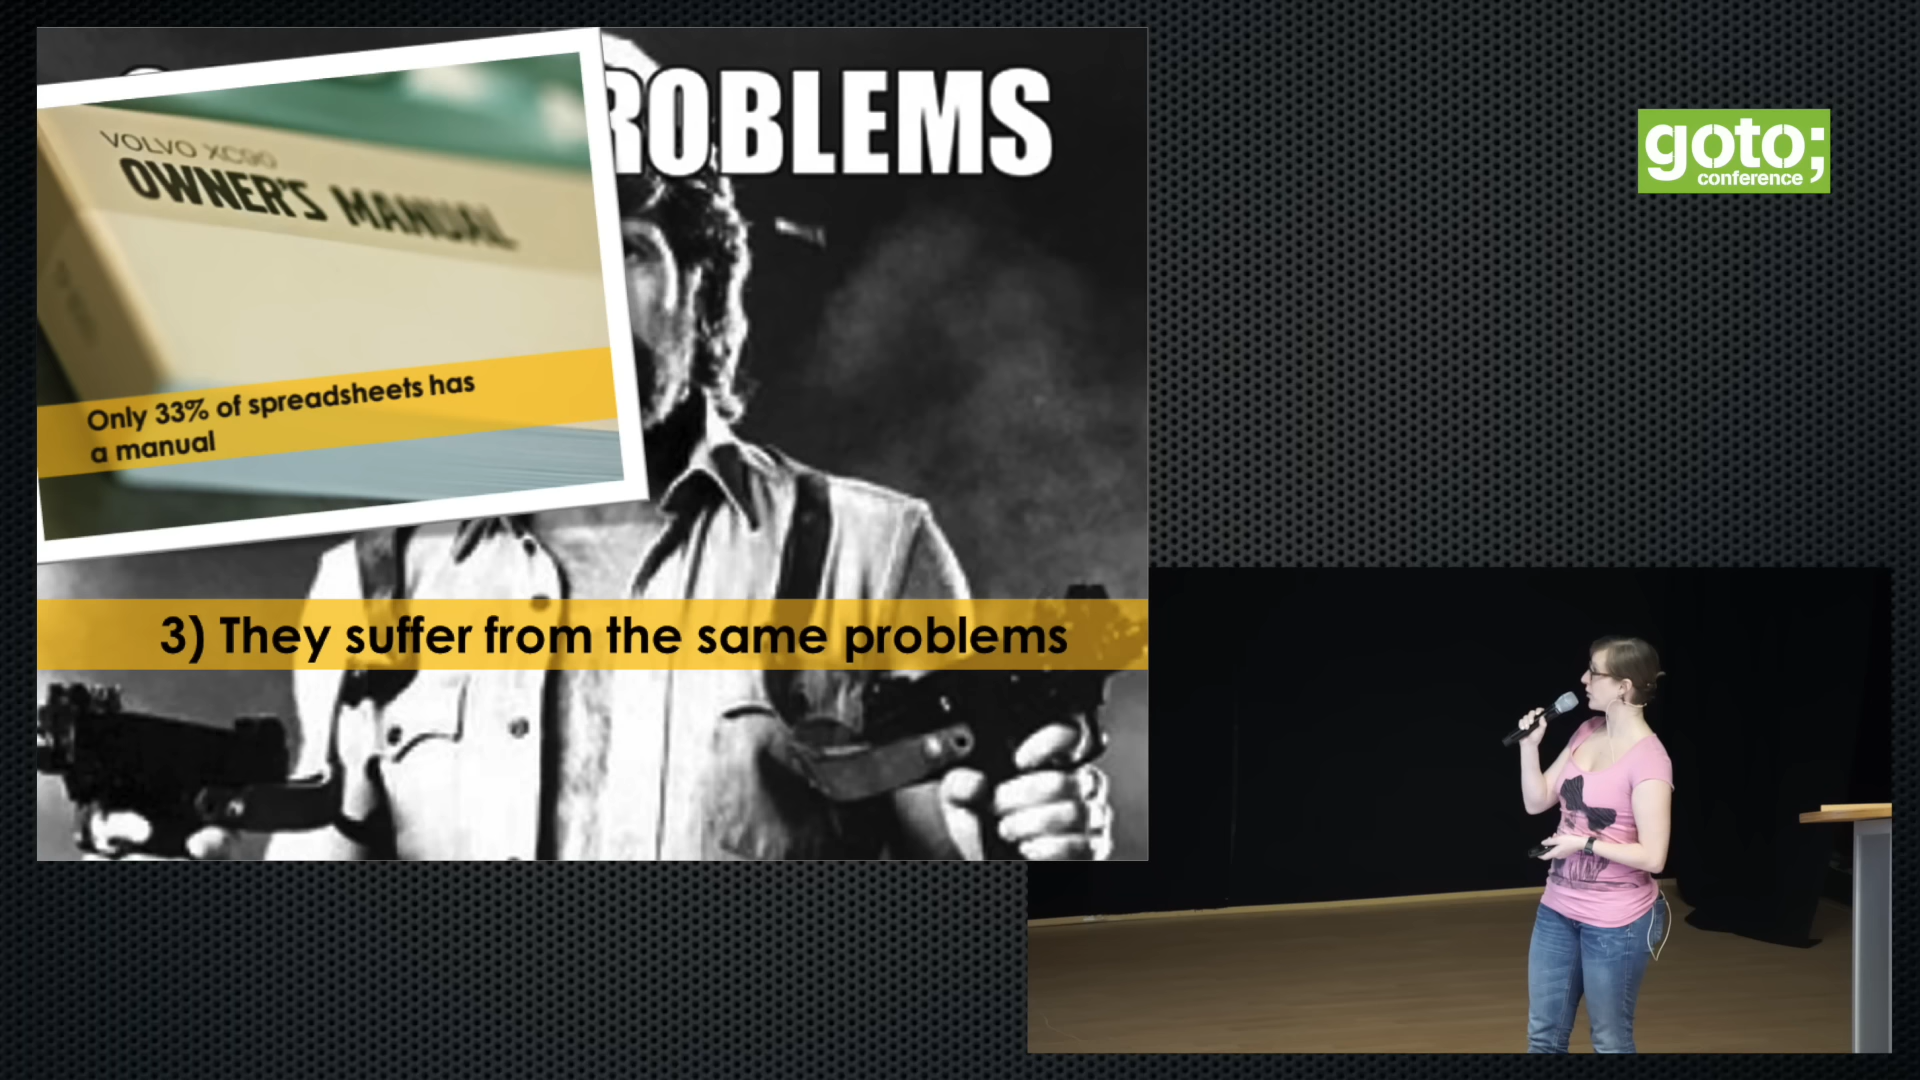 ROBLEMS
VOLVO XC90
OWNER'S MANUAL
Only 33% of spreadsheets has
a manual
3) They suffer from the same problems
goto;
conference